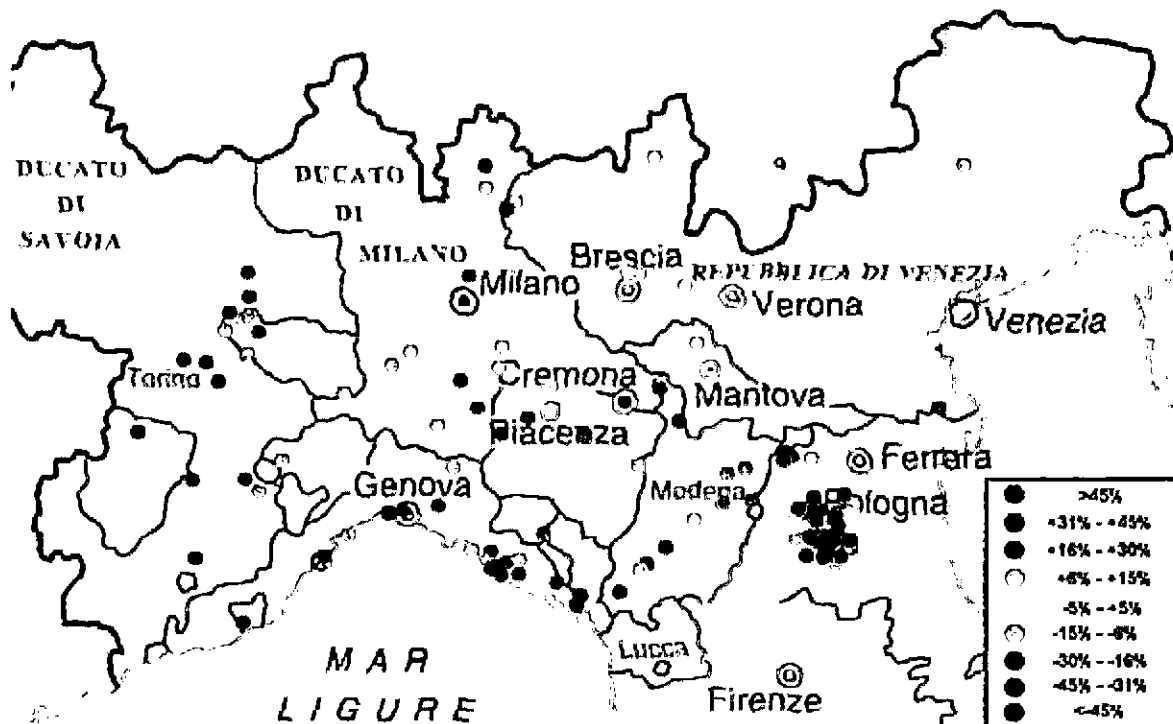 DUCATO
DI
SAVOIA
DUCATO
DI
MILANO
Brescia
REPUBBLICA DI VENEZIA
Milano
Verona
Venezia
Torino
Cremona
Mantova
Piacenza
Ferrara
Genova
Modena
Bologna
Lucca
MAR
LIGURE
Firenze
>45%
+31% - +45%
+16% - +30%
+6% - +15%
-5% - +5%
-15% - -6%
-30% - -16%
-45% - -31%
<-45%